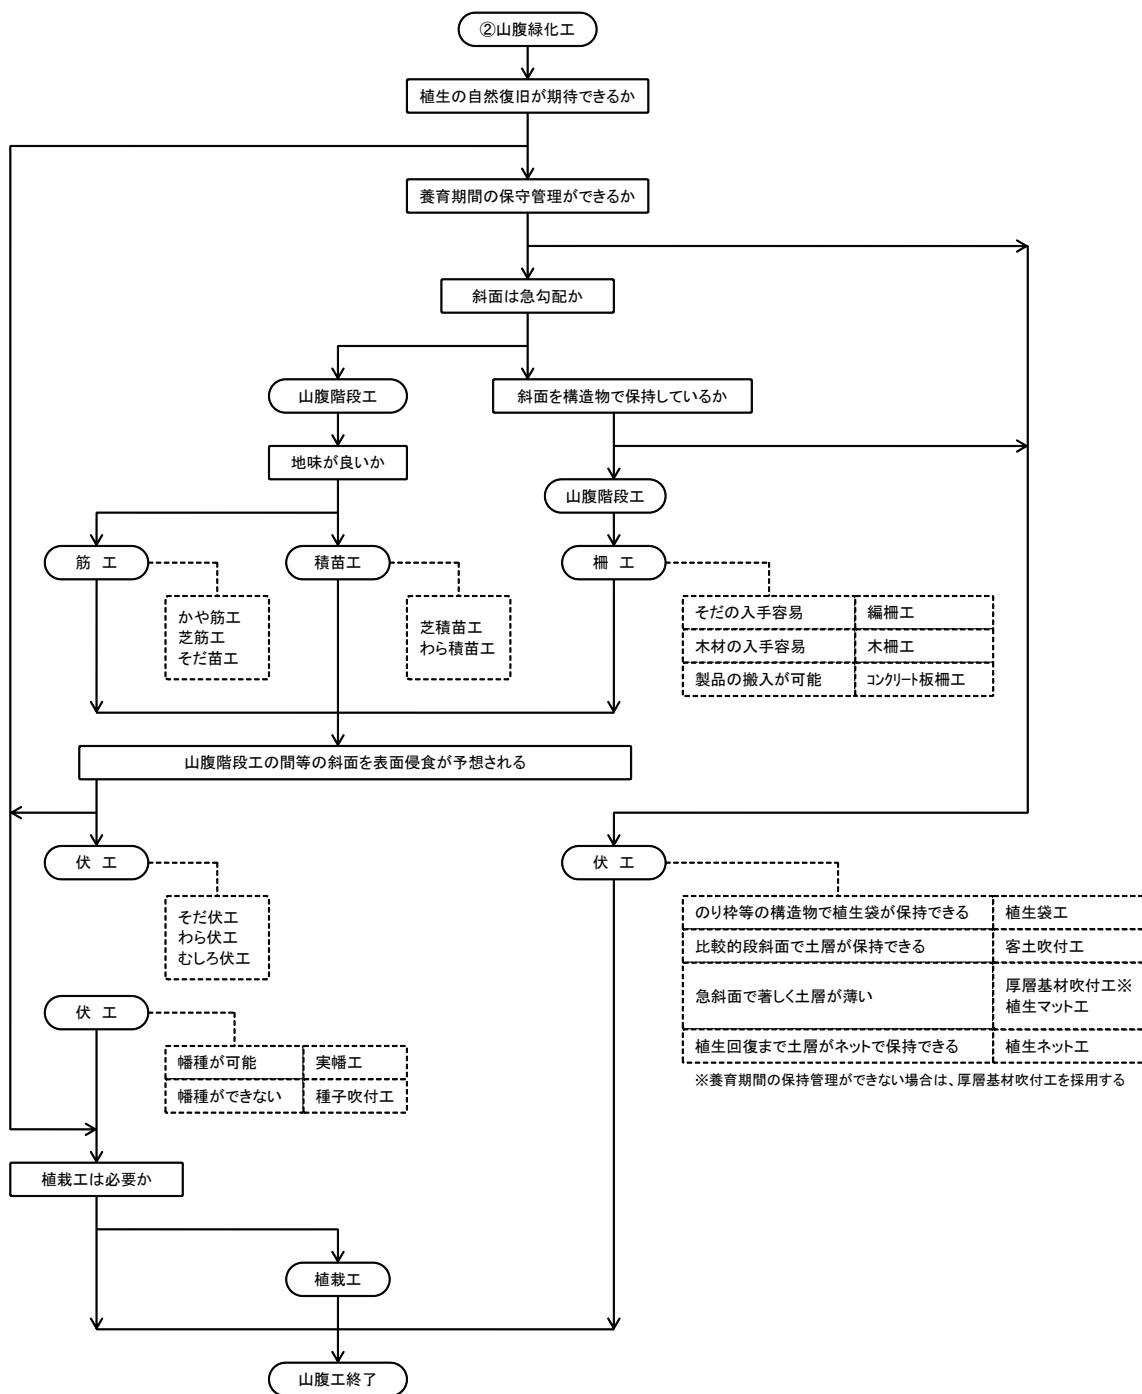 ②山腹緑化工
植生の自然復旧が期待できるか
養育期間の保守管理ができるか
斜面は急勾配か
山腹階段工
斜面を構造物で保持しているか
地味が良いか
山腹階段工
筋 工
積苗工
柵 工
かや筋工
芝筋工
そだ苗工
芝積苗工
わら積苗工
そだの入手容易 編柵工
木材の入手容易 木柵工
製品の搬入が可能 コンクリート板柵工
山腹階段工の間等の斜面を表面侵食が予想される
伏 工
伏 工
そだ伏工
わら伏工
むしろ伏工
のり枠等の構造物で植生袋が保持できる 植生袋工
比較的段斜面で土層が保持できる 客土吹付工
急斜面で著しく土層が薄い 厚層基材吹付工※
植生マット工
植生回復まで土層がネットで保持できる 植生ネット工
※養育期間の保持管理ができない場合は、厚層基材吹付工を採用する
伏 工
幡種が可能 実幡工
幡種ができない 種子吹付工
植栽工は必要か
植栽工
山腹工終了